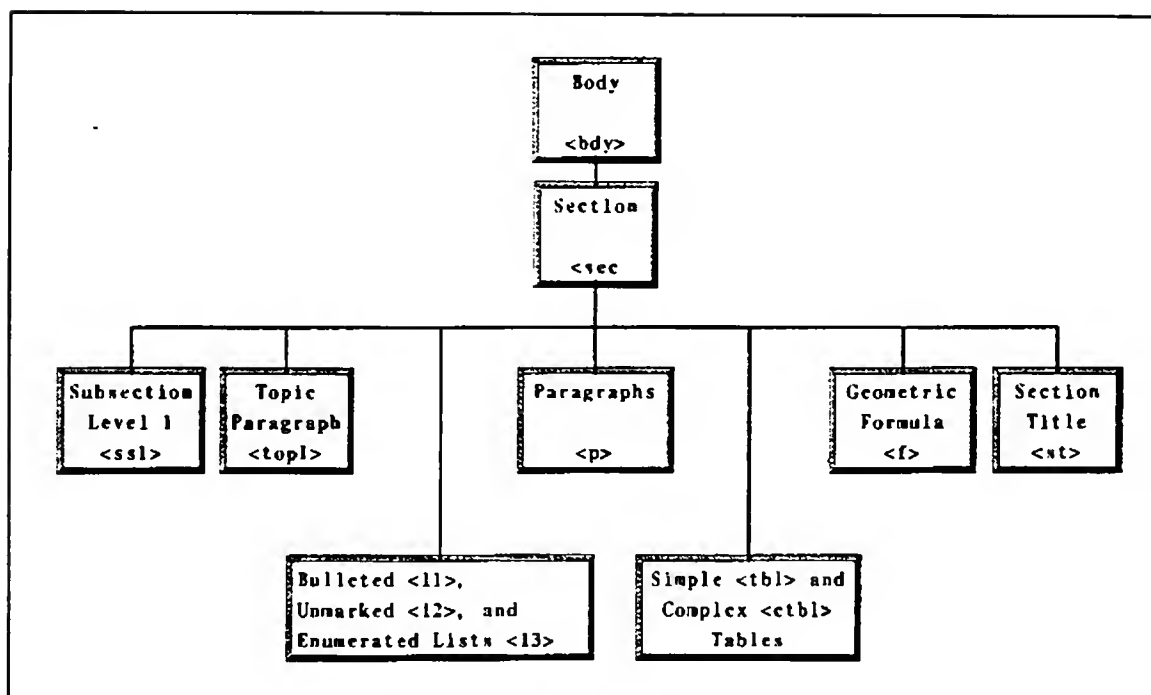 Body
<bdy>
Section
<sec
Subsection
Level 1
<ss1>
Topic
Paragraph
<top1>
Paragraphs
<p>
Geometric
Formula
<f>
Section
Title
<st>
Bulleted <l1>,
Unmarked <l2>, and
Enumerated Lists <l3>
Simple <tbl> and
Complex <ctbl>
Tables